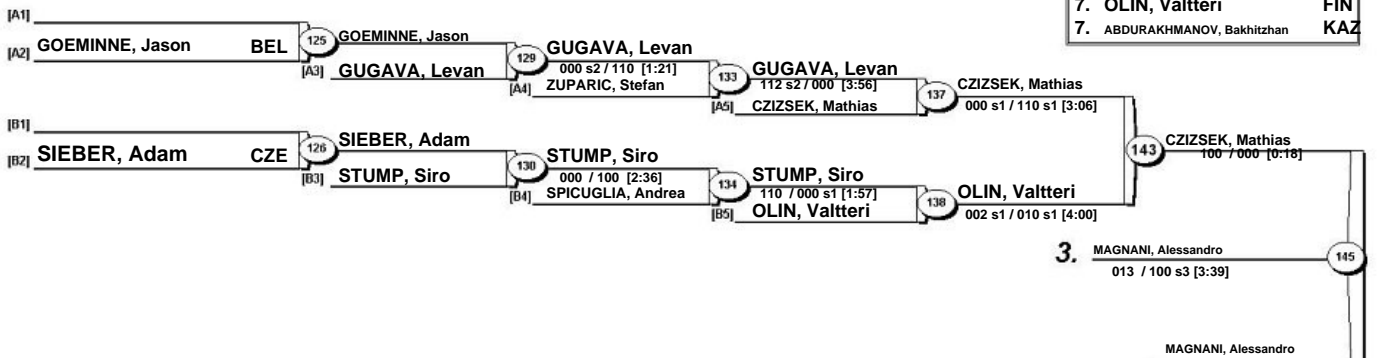 7. OLIN, Valtteri FIN
7. ABDURAKHMANOV, Bakhitzhan KAZ
[A1]
[A2] GOEMINNE, Jason BEL
125
GOEMINNE, Jason
[A3] GUGAVA, Levan
129
GUGAVA, Levan
000 s2 / 110 [1:21]
[A4] ZUPARIC, Stefan
133
GUGAVA, Levan
112 s2 / 000 [3:56]
[A5] CZIZSEK, Mathias
137
CZIZSEK, Mathias
000 s1 / 110 s1 [3:06]
[B1]
[B2] SIEBER, Adam CZE
126
SIEBER, Adam
[B3] STUMP, Siro
130
STUMP, Siro
000 / 100 [2:36]
[B4] SPICUGLIA, Andrea
134
STUMP, Siro
110 / 000 s1 [1:57]
[B5] OLIN, Valtteri
138
OLIN, Valtteri
002 s1 / 010 s1 [4:00]
143
CZIZSEK, Mathias
100 / 000 [0:18]
3. MAGNANI, Alessandro
013 / 100 s3 [3:39]
145
MAGNANI, Alessandro